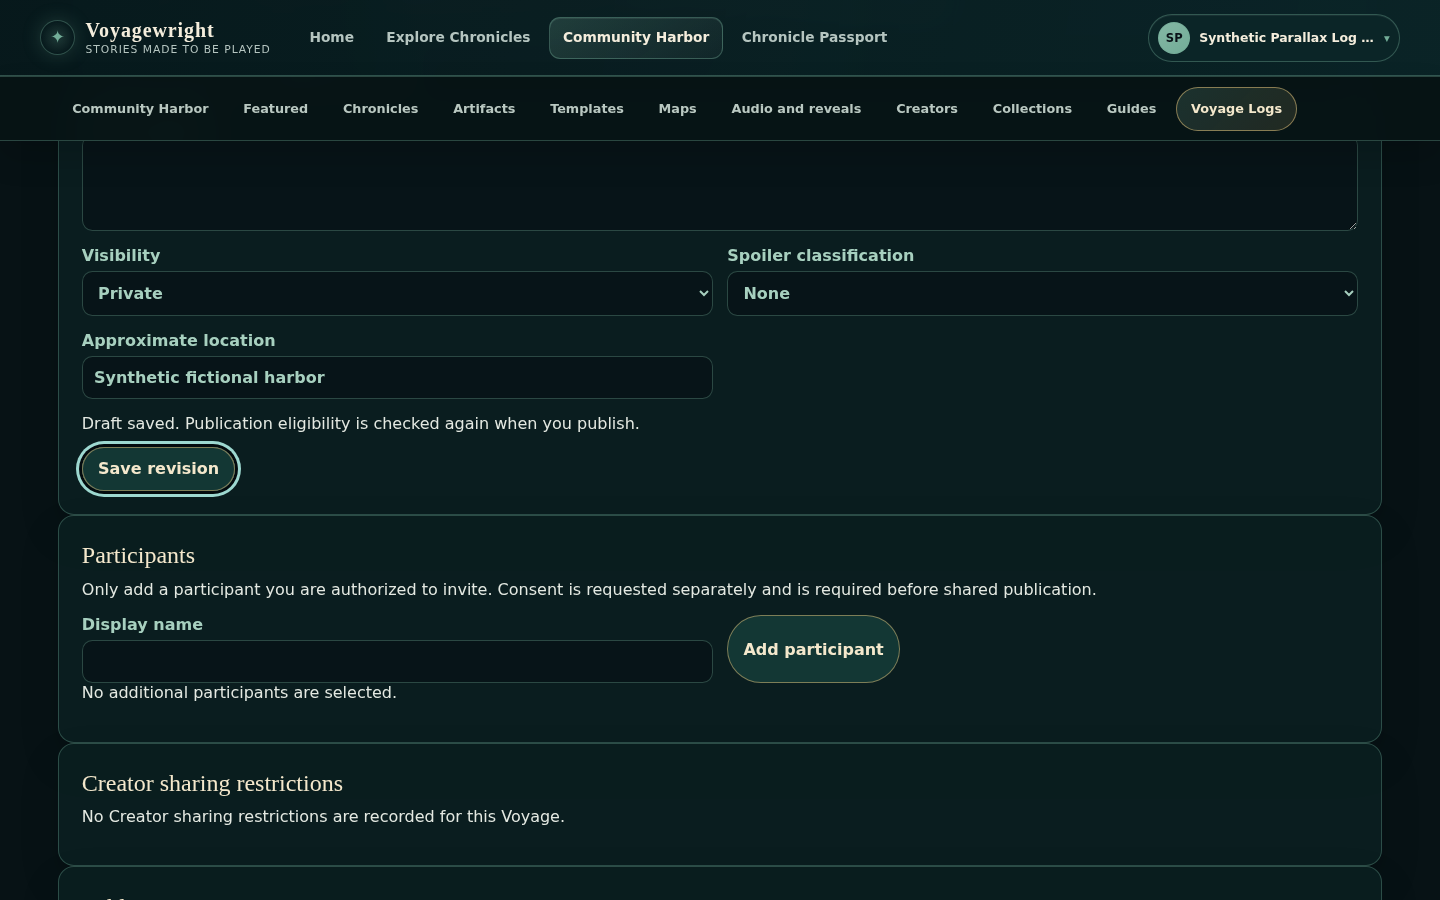 Voyagewright
STORIES MADE TO BE PLAYED
Home
Explore Chronicles
Community Harbor
Chronicle Passport
SP
Synthetic Parallax Log ...
Community Harbor
Featured
Chronicles
Artifacts
Templates
Maps
Audio and reveals
Creators
Collections
Guides
Voyage Logs
Visibility
Spoiler classification
Private
None
Approximate location
Synthetic fictional harbor
Draft saved. Publication eligibility is checked again when you publish.
Save revision
Participants
Only add a participant you are authorized to invite. Consent is requested separately and is required before shared publication.
Display name
Add participant
No additional participants are selected.
Creator sharing restrictions
No Creator sharing restrictions are recorded for this Voyage.